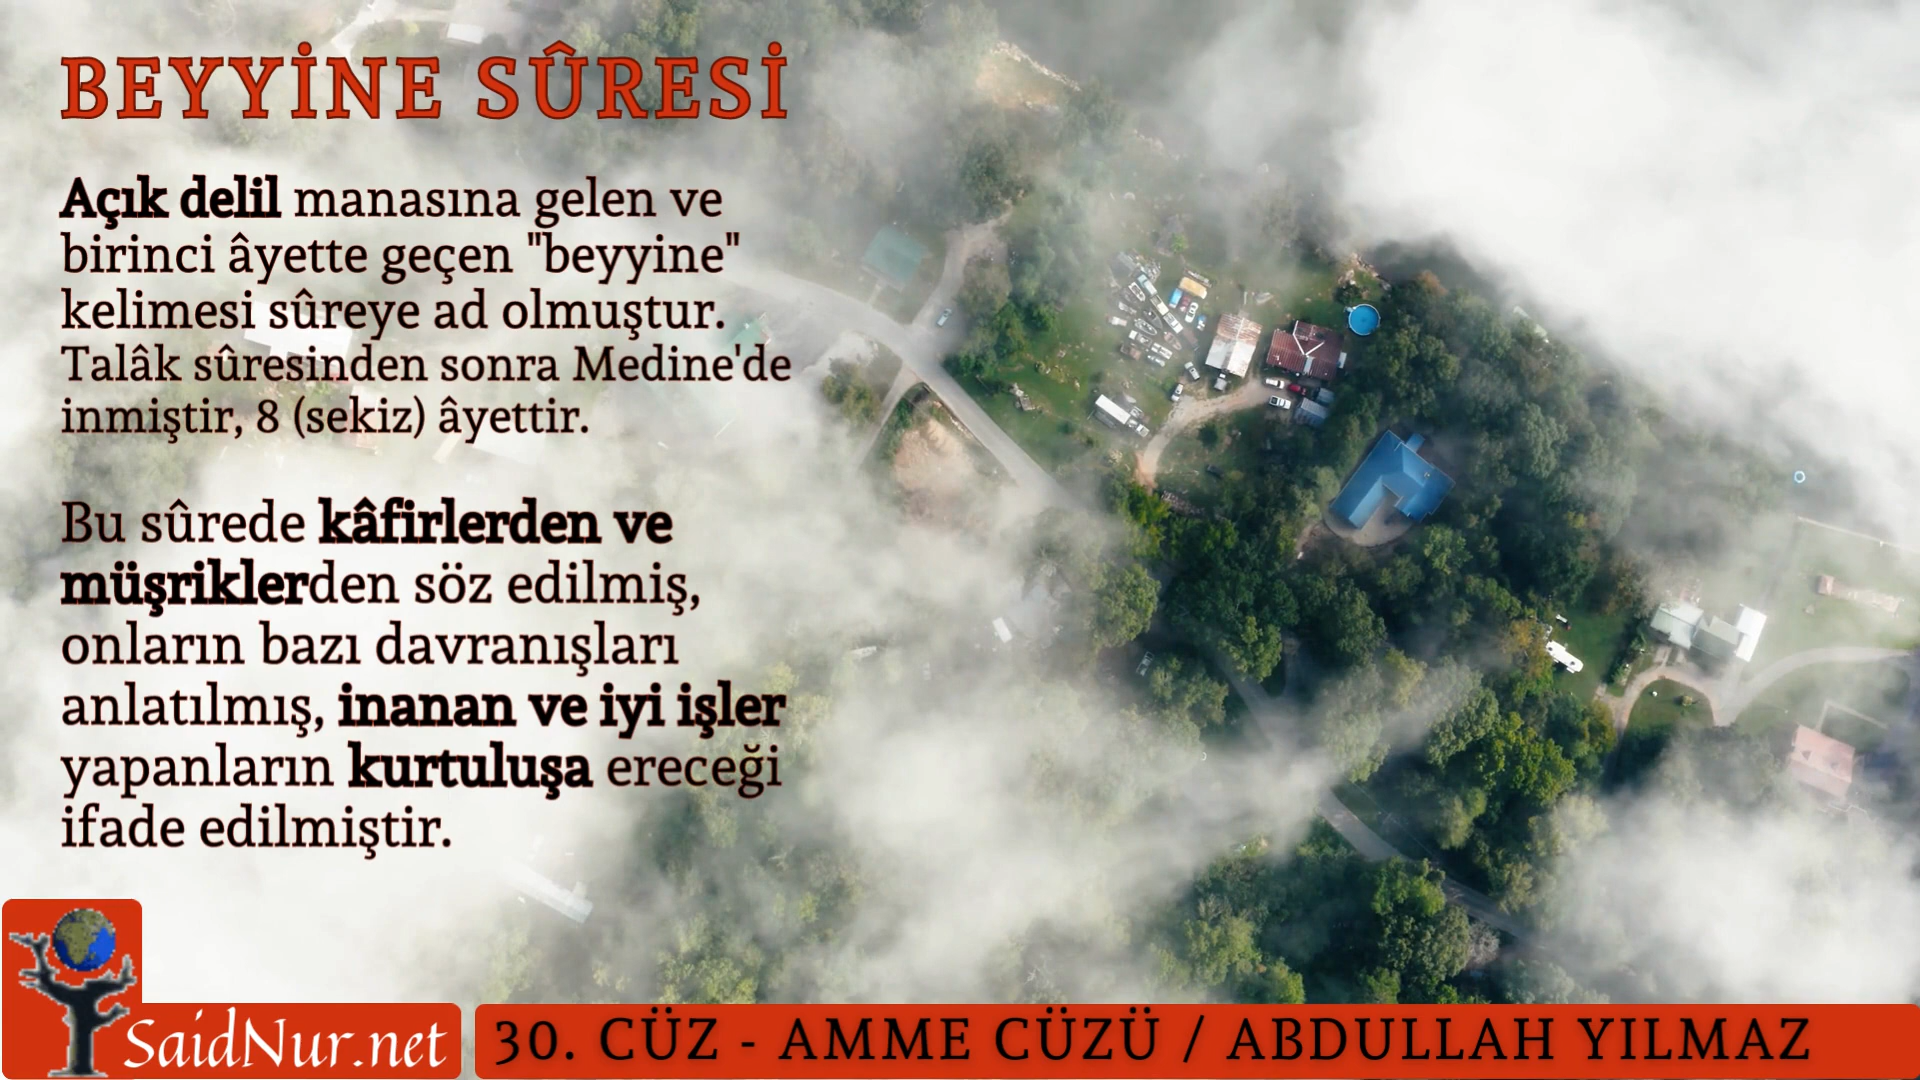 BEYYİNE SÛRESİ
Açık delil manasına gelen ve
birinci âyette geçen "beyyine"
kelimesi sûreye ad olmuştur.
Talâk sûresinden sonra Medine'de
inmiştir, 8 (sekiz) âyettir.
Bu sûrede kâfirlerden ve
müşriklerden söz edilmiş,
onların bazı davranışları
anlatılmış, inanan ve iyi işler
yapanların kurtuluşa ereceği
ifade edilmiştir.
SaidNur.net
30. CÜZ - AMME CÜZÜ / ABDULLAH YILMAZ